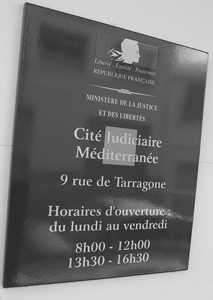 Liberté Égalité Fraternité
RÉPUBLIQUE FRANÇAISE
MINISTÈRE DE LA JUSTICE
ET DES LIBERTÉS
Cité Judiciaire
Méditerranée
9 rue de Tarragone
Horaires d'ouverture :
du lundi au vendredi
8h00 - 12h00
13h30 - 16h30